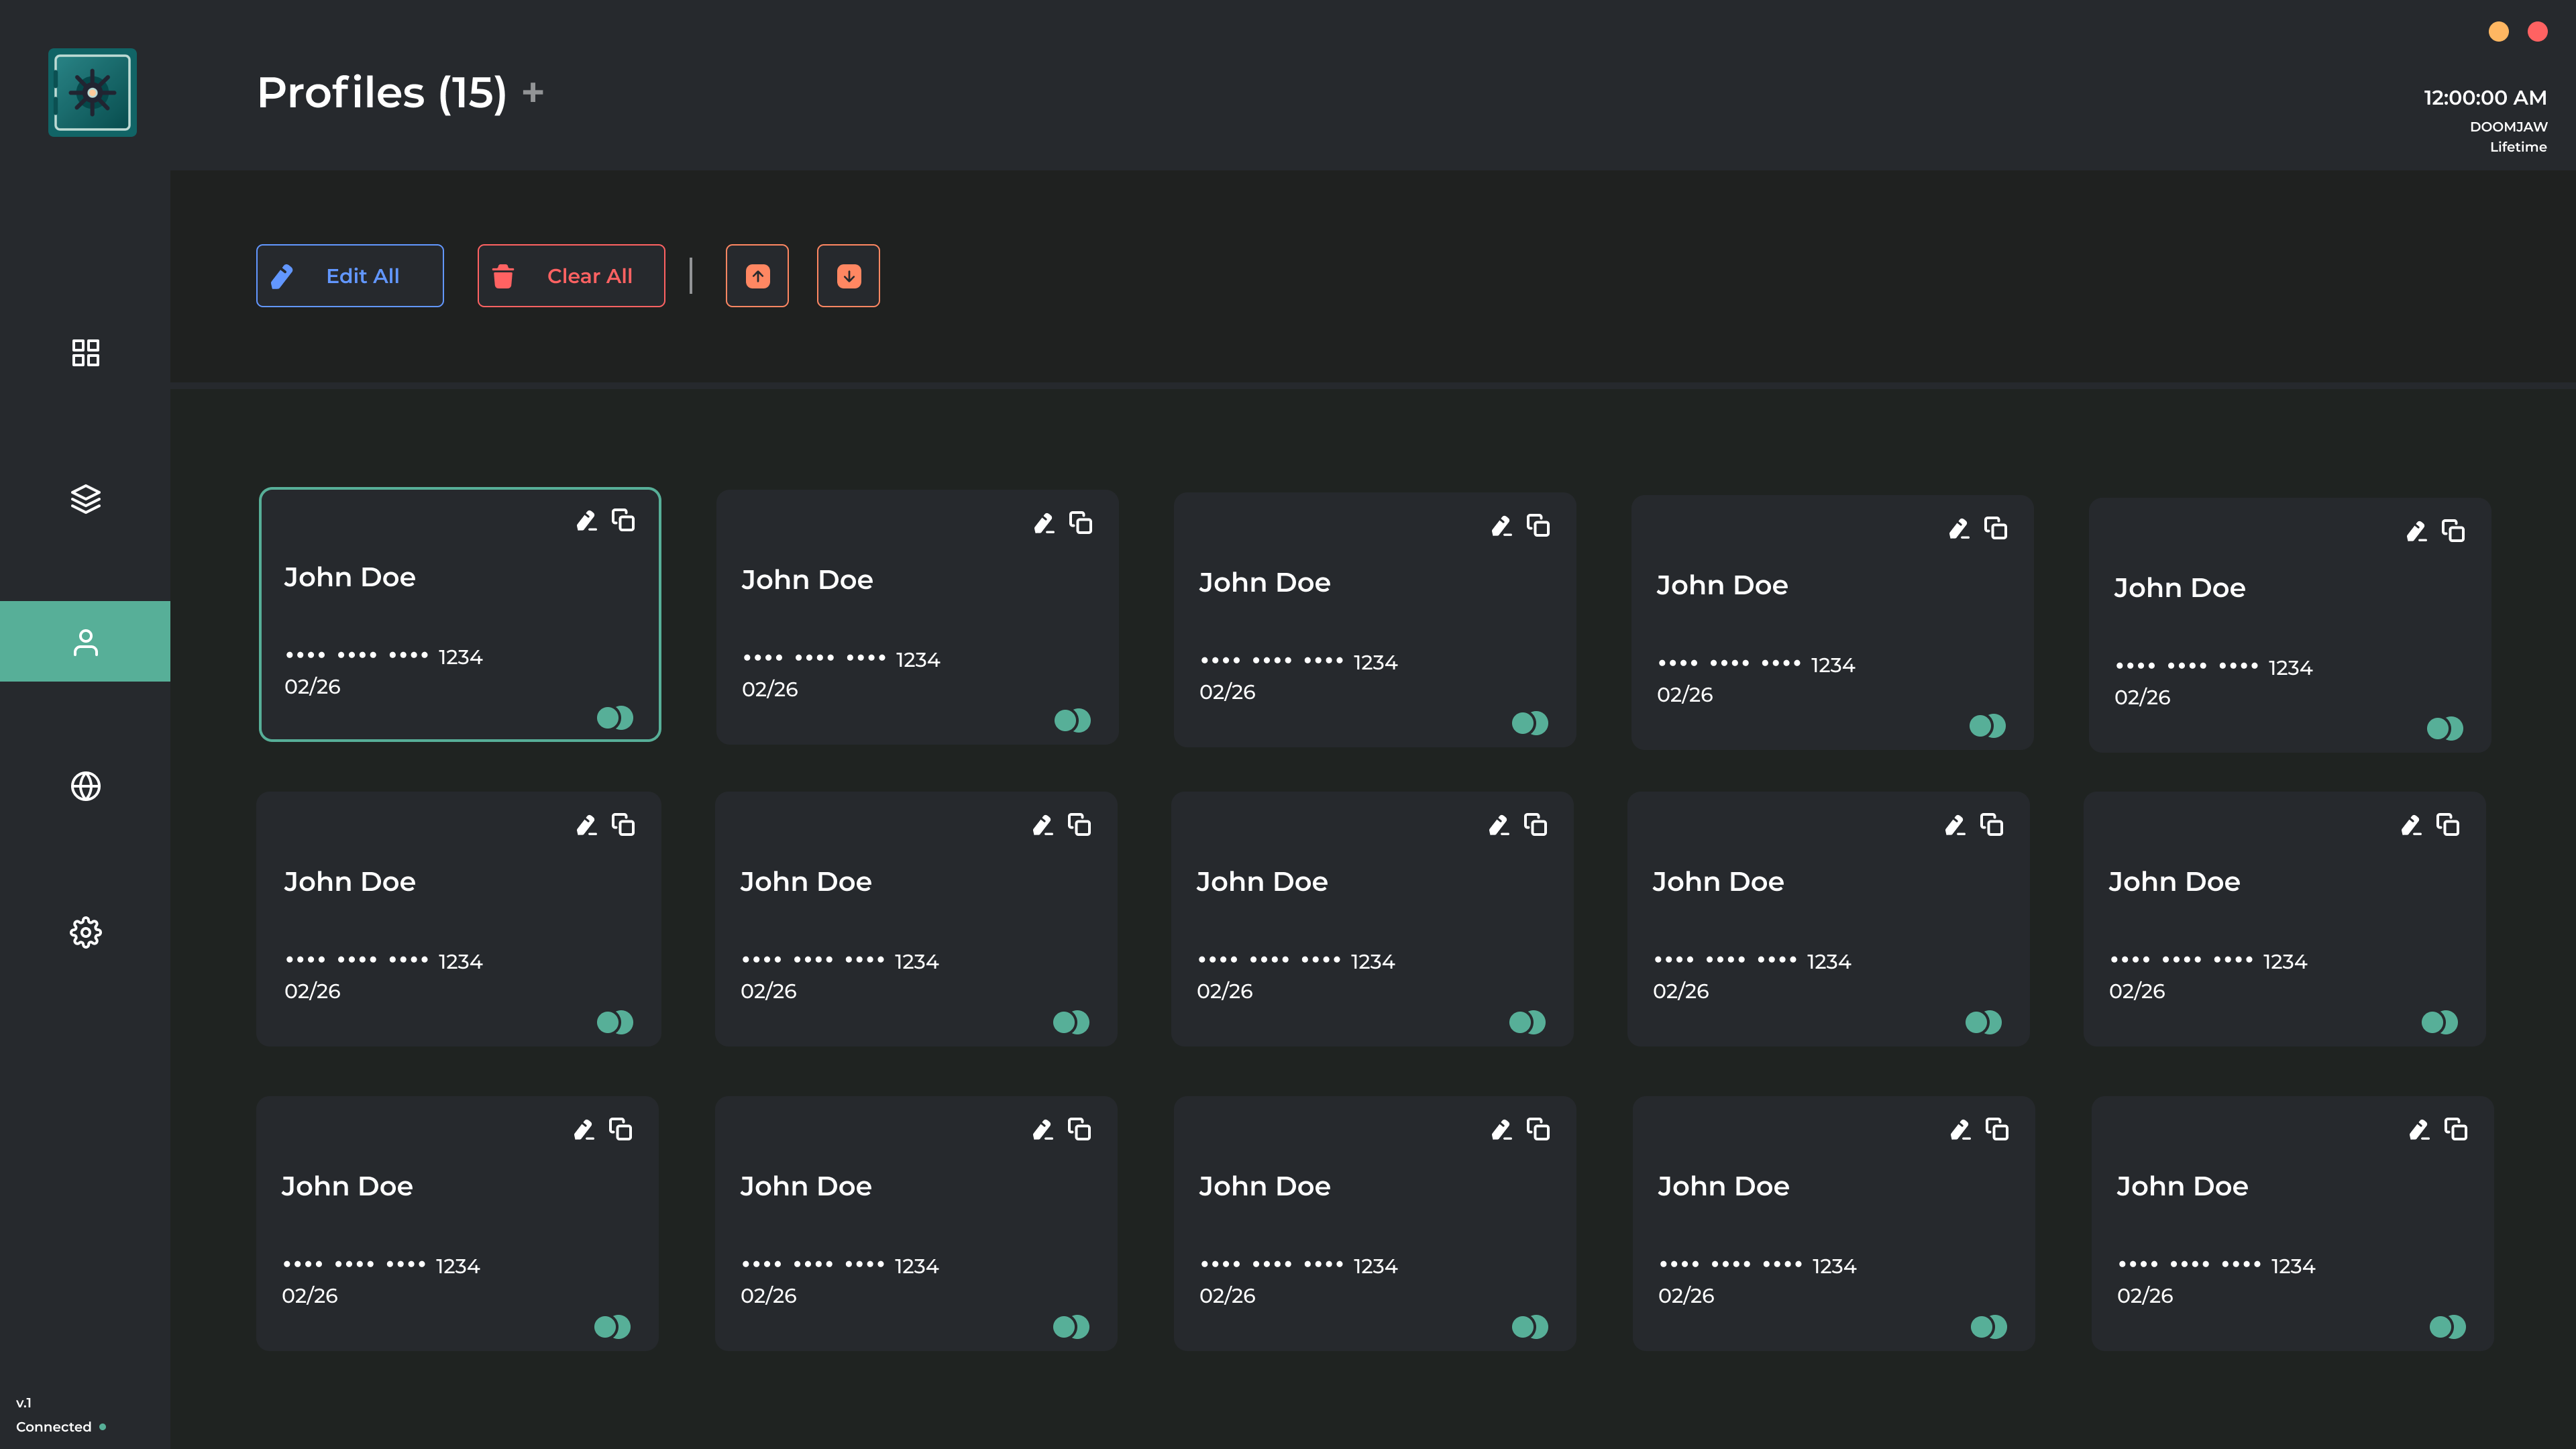 Profiles (15) +
12:00:00 AM
DOOMJAW
Lifetime
Edit All
Clear All
John Doe
•••• •••• •••• 1234
02/26
John Doe
•••• •••• •••• 1234
02/26
John Doe
•••• •••• •••• 1234
02/26
John Doe
•••• •••• •••• 1234
02/26
John Doe
•••• •••• •••• 1234
02/26
John Doe
•••• •••• •••• 1234
02/26
John Doe
•••• •••• •••• 1234
02/26
John Doe
•••• •••• •••• 1234
02/26
John Doe
•••• •••• •••• 1234
02/26
John Doe
•••• •••• •••• 1234
02/26
John Doe
•••• •••• •••• 1234
02/26
John Doe
•••• •••• •••• 1234
02/26
John Doe
•••• •••• •••• 1234
02/26
John Doe
•••• •••• •••• 1234
02/26
John Doe
•••• •••• •••• 1234
02/26
v.1
Connected